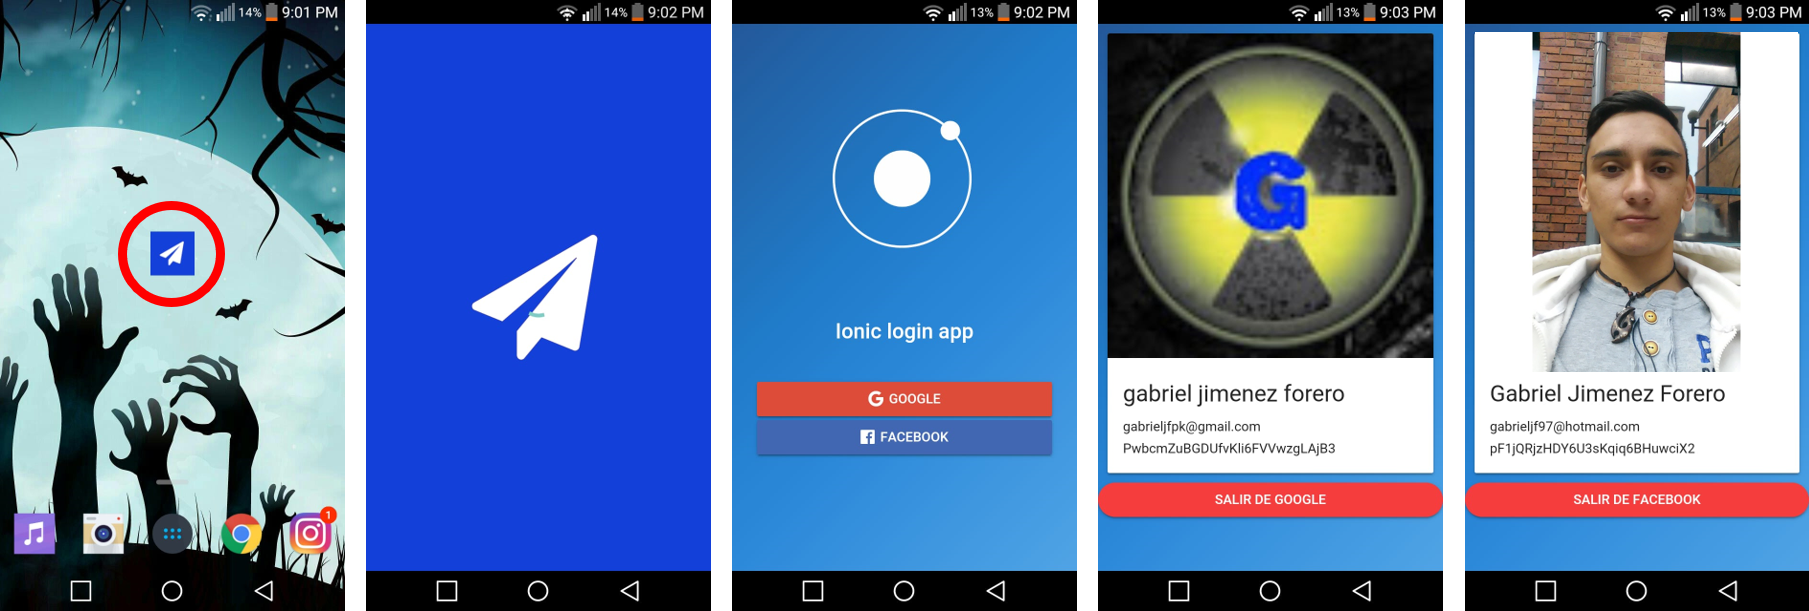 14% 9:01 PM
1
14% 9:02 PM
13% 9:02 PM
Ionic login app
G GOOGLE
f FACEBOOK
13% 9:03 PM
G
gabriel jimenez forero
gabrieljfpk@gmail.com
PwbcmZuBGDUfvKli6FVVwzgLAjB3
SALIR DE GOOGLE
13% 9:03 PM
Gabriel Jimenez Forero
gabrieljf97@hotmail.com
pF1jQRjzHDY6U3sKqiq6BHuwciX2
SALIR DE FACEBOOK